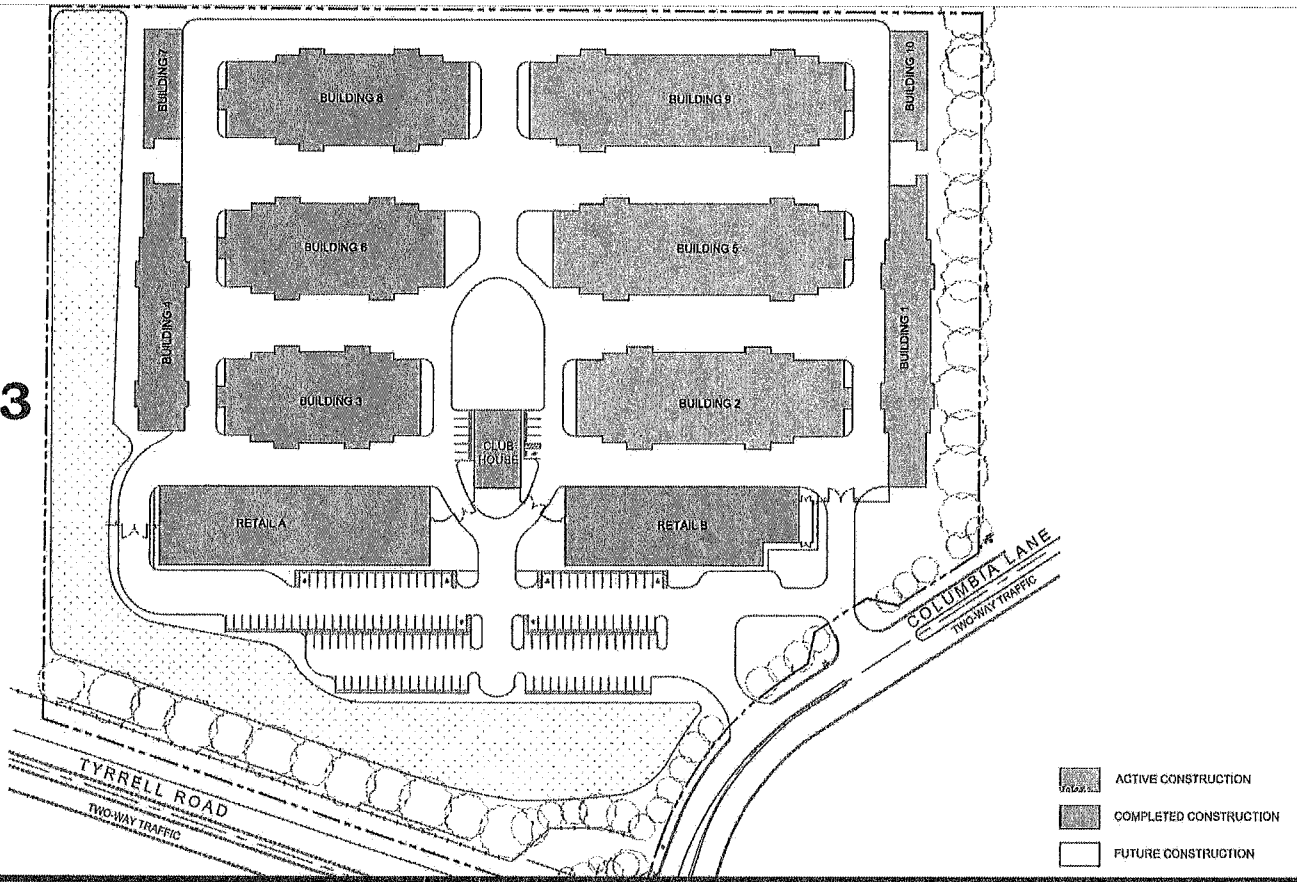 BUILDING 7
BUILDING 8
BUILDING 9
BUILDING 10
BUILDING 6
BUILDING 5
BUILDING 4
BUILDING 1
3
BUILDING 3
BUILDING 2
CLUB
HOUSE
RETAIL A
RETAIL B
COLUMBIA LANE
TWO-WAY TRAFFIC
TYRRELL ROAD
TWO-WAY TRAFFIC
ACTIVE CONSTRUCTION
COMPLETED CONSTRUCTION
FUTURE CONSTRUCTION